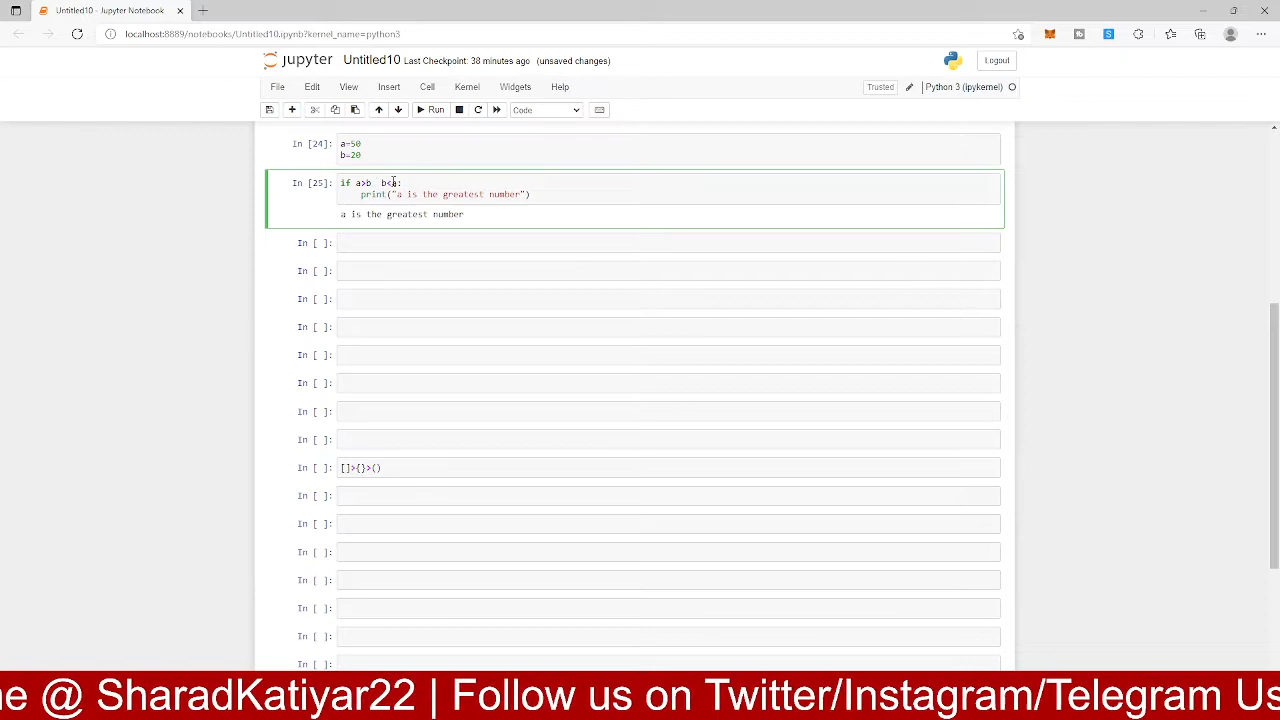 Untitled10 - Jupyter Notebook
localhost:8889/notebooks/Untitled10.ipynb?kernel_name=python3
jupyter Untitled10 Last Checkpoint: 38 minutes ago (unsaved changes)
Logout
File Edit View Insert Cell Kernel Widgets Help
Trusted
Python 3 (ipykernel)
Run
Code
In [24]: a=50
b=20
In [25]: if a>b  b<a:
print("a is the greatest number")
a is the greatest number
In [ ]:
In [ ]:
In [ ]:
In [ ]:
In [ ]:
In [ ]:
In [ ]:
In [ ]:
In [ ]: []>{}>()
In [ ]:
In [ ]:
In [ ]:
In [ ]:
In [ ]:
In [ ]:
In [ ]:
ne @ SharadKatiyar22 | Follow us on Twitter/Instagram/Telegram Us